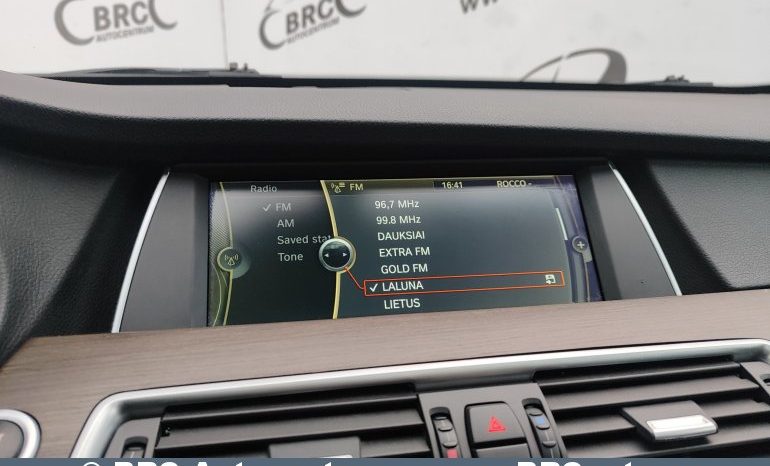 BRC
AUTOCENTRUM
BRC
AUTOCENTRUM
Radio
FM
16:41
ROCCO -
FM
AM
Saved stat
Tone
96,7 MHz
99.8 MHz
DAUKSIAI
EXTRA FM
GOLD FM
LALUNA
LIETUS